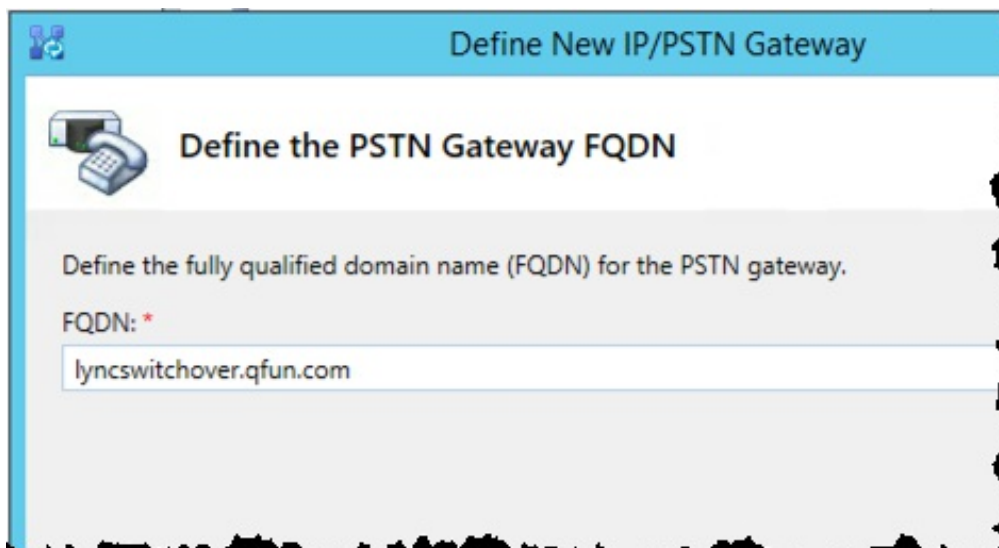 Define New IP/PSTN Gateway
Define the PSTN Gateway FQDN
Define the fully qualified domain name (FQDN) for the PSTN gateway.
FQDN: *
lyncswitchover.qfun.com